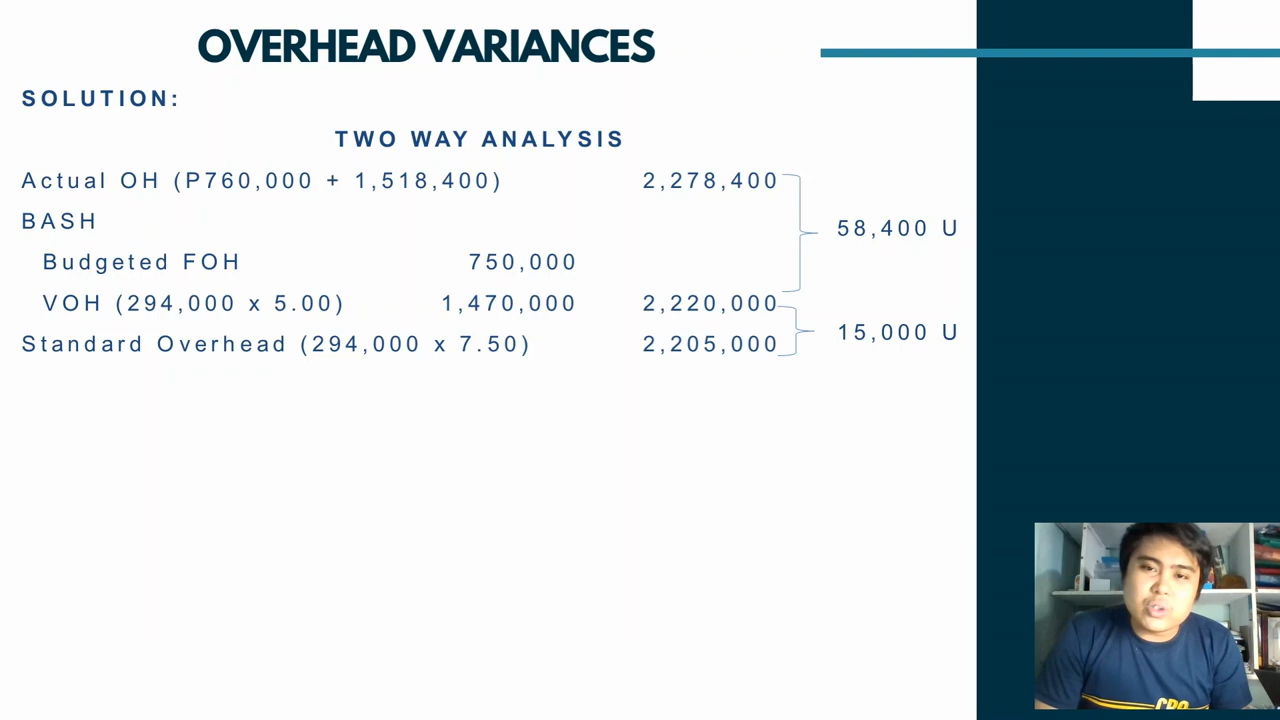 OVERHEAD VARIANCES
SOLUTION:
TWO WAY ANALYSIS
Actual OH (P760,000 + 1,518,400) 2,278,400
58,400 U
BASH
Budgeted FOH 750,000
VOH (294,000 x 5.00) 1,470,000 2,220,000
15,000 U
Standard Overhead (294,000 x 7.50) 2,205,000